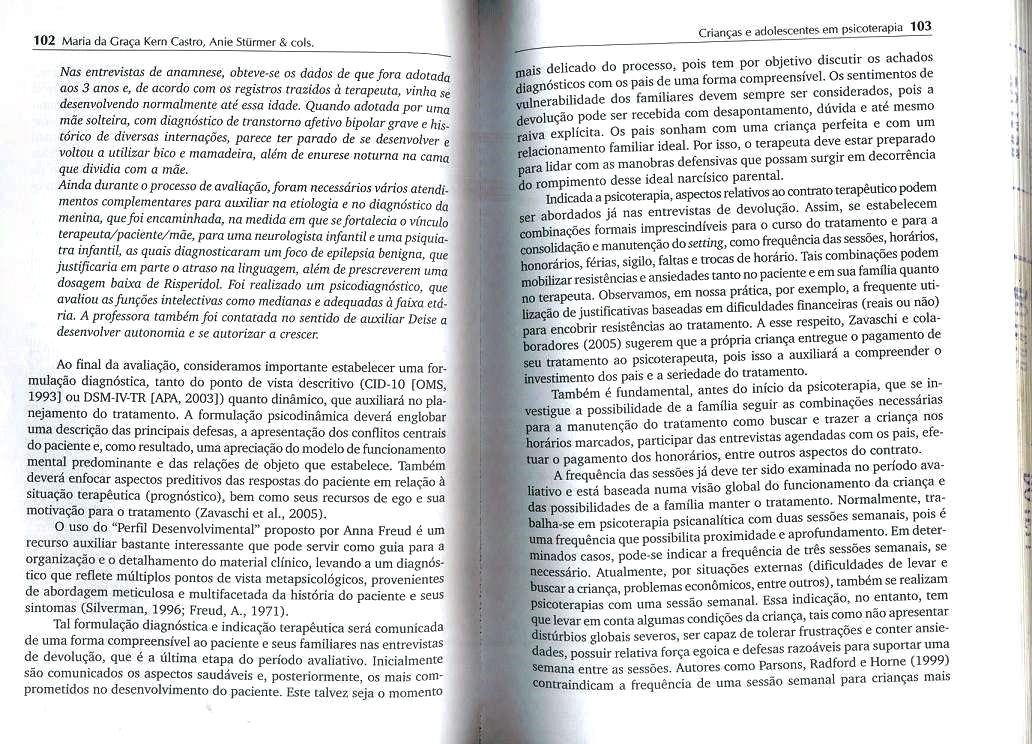 102 Maria da Graça Kern Castro, Anie Stürmer & cols.
Nas entrevistas de anamnese, obteve-se os dados de que fora adotada
aos 3 anos e, de acordo com os registros trazidos à terapeuta, vinha se
desenvolvendo normalmente até essa idade. Quando adotada por uma
mãe solteira, com diagnóstico de transtorno afetivo bipolar grave e his-
tórico de diversas internações, parece ter parado de se desenvolver e
voltou a utilizar bico e mamadeira, além de enurese noturna na cama
que dividia com a mãe.
Ainda durante o processo de avaliação, foram necessários vários atendi-
mentos complementares para auxiliar na etiologia e no diagnóstico da
menina, que foi encaminhada, na medida em que se fortalecia o vínculo
terapeuta/paciente/mãe, para uma neurologista infantil e uma psiquia-
tra infantil, as quais diagnosticaram um foco de epilepsia benigna, que
justificaria em parte o atraso na linguagem, além de prescreverem uma
dosagem baixa de Risperidol. Foi realizado um psicodiagnóstico, que
avaliou as funções intelectivas como medianas e adequadas à faixa etá-
ria. A professora também foi contatada no sentido de auxiliar Deise a
desenvolver autonomia e se autorizar a crescer.
Ao final da avaliação, consideramos importante estabelecer uma for-
mulação diagnóstica, tanto do ponto de vista descritivo (CID-10 [OMS,
1993] ou DSM-IV-TR [APA, 2003]) quanto dinâmico, que auxiliará no pla-
nejamento do tratamento. A formulação psicodinâmica deverá englobar
uma descrição das principais defesas, a apresentação dos conflitos centrais
do paciente e, como resultado, uma apreciação do modelo de funcionamento
mental predominante e das relações de objeto que estabelece. Também
deverá enfocar aspectos preditivos das respostas do paciente em relação à
situação terapêutica (prognóstico), bem como seus recursos de ego e sua
motivação para o tratamento (Zavaschi et al., 2005).
O uso do “Perfil Desenvolvimental” proposto por Anna Freud é um
recurso auxiliar bastante interessante que pode servir como guia para a
organização e o detalhamento do material clínico, levando a um diagnós-
tico que reflete múltiplos pontos de vista metapsicológicos, provenientes
de abordagem meticulosa e multifacetada da história do paciente e seus
sintomas (Silverman, 1996; Freud, A., 1971).
Tal formulação diagnóstica e indicação terapêutica será comunicada
de uma forma compreensível ao paciente e seus familiares nas entrevistas
de devolução, que é a última etapa do período avaliativo. Inicialmente
são comunicados os aspectos saudáveis e, posteriormente, os mais com-
prometidos no desenvolvimento do paciente. Este talvez seja o momento
Crianças e adolescentes em psicoterapia 103
mais delicado do processo, pois tem por objetivo discutir os achados
diagnósticos com os pais de uma forma compreensível. Os sentimentos de
vulnerabilidade dos familiares devem sempre ser considerados, pois a
devolução pode ser recebida com desapontamento, dúvida e até mesmo
raiva explícita. Os pais sonham com uma criança perfeita e com um
relacionamento familiar ideal. Por isso, o terapeuta deve estar preparado
para lidar com as manobras defensivas que possam surgir em decorrência
do rompimento desse ideal narcísico parental.
Indicada a psicoterapia, aspectos relativos ao contrato terapêutico podem
ser abordados já nas entrevistas de devolução. Assim, se estabelecem
combinações formais imprescindíveis para o curso do tratamento e para a
consolidação e manutenção do setting, como frequência das sessões, horários,
honorários, férias, sigilo, faltas e trocas de horário. Tais combinações podem
mobilizar resistências e ansiedades tanto no paciente e em sua família quanto
no terapeuta. Observamos, em nossa prática, por exemplo, a frequente uti-
lização de justificativas baseadas em dificuldades financeiras (reais ou não)
para encobrir resistências ao tratamento. A esse respeito, Zavaschi e cola-
boradores (2005) sugerem que a própria criança entregue o pagamento de
seu tratamento ao psicoterapeuta, pois isso a auxiliará a compreender o
investimento dos pais e a seriedade do tratamento.
Também é fundamental, antes do início da psicoterapia, que se in-
vestigue a possibilidade de a família seguir as combinações necessárias
para a manutenção do tratamento como buscar e trazer a criança nos
horários marcados, participar das entrevistas agendadas com os pais, efe-
tuar o pagamento dos honorários, entre outros aspectos do contrato.
A frequência das sessões já deve ter sido examinada no período ava-
liativo e está baseada numa visão global do funcionamento da criança e
das possibilidades de a família manter o tratamento. Normalmente, tra-
balha-se em psicoterapia psicanalítica com duas sessões semanais, pois é
uma frequência que possibilita proximidade e aprofundamento. Em deter-
minados casos, pode-se indicar a frequência de três sessões semanais, se
necessário. Atualmente, por situações externas (dificuldades de levar e
buscar a criança, problemas econômicos, entre outros), também se realizam
psicoterapias com uma sessão semanal. Essa indicação, no entanto, tem
que levar em conta algumas condições da criança, tais como não apresentar
distúrbios globais severos, ser capaz de tolerar frustrações e conter ansie-
dades, possuir relativa força egoica e defesas razoáveis para suportar uma
semana entre as sessões. Autores como Parsons, Radford e Horne (1999)
contraindicam a frequência de uma sessão semanal para crianças mais